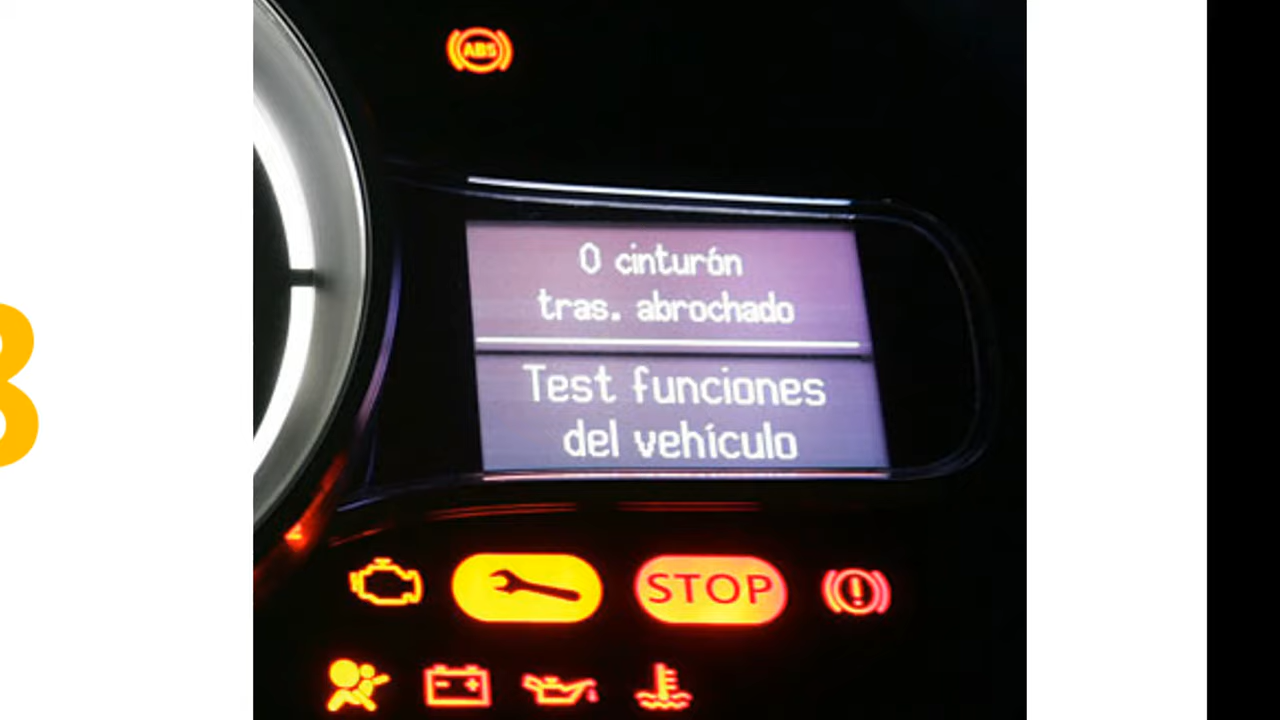 ABS
0 cinturón
tras. abrochado
Test funciones
del vehículo
STOP